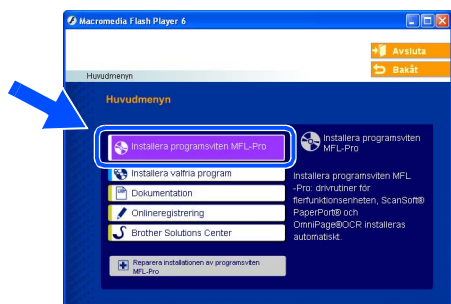 Macromedia Flash Player 6
Avsluta
Huvudmenyn
Bakåt
Huvudmenyn
Installera programsviten MFL-Pro
Installera valfria program
Dokumentation
Onlineregistrering
Brother Solutions Center
Reparera installationen av programsviten
MFL-Pro
Installera programsviten
MFL-Pro
Installera programsviten MFL
-Pro: drivrutiner för
flerfunktionsenheten, ScanSoft®
PaperPort® och
OmniPage®OCR installeras
automatiskt.